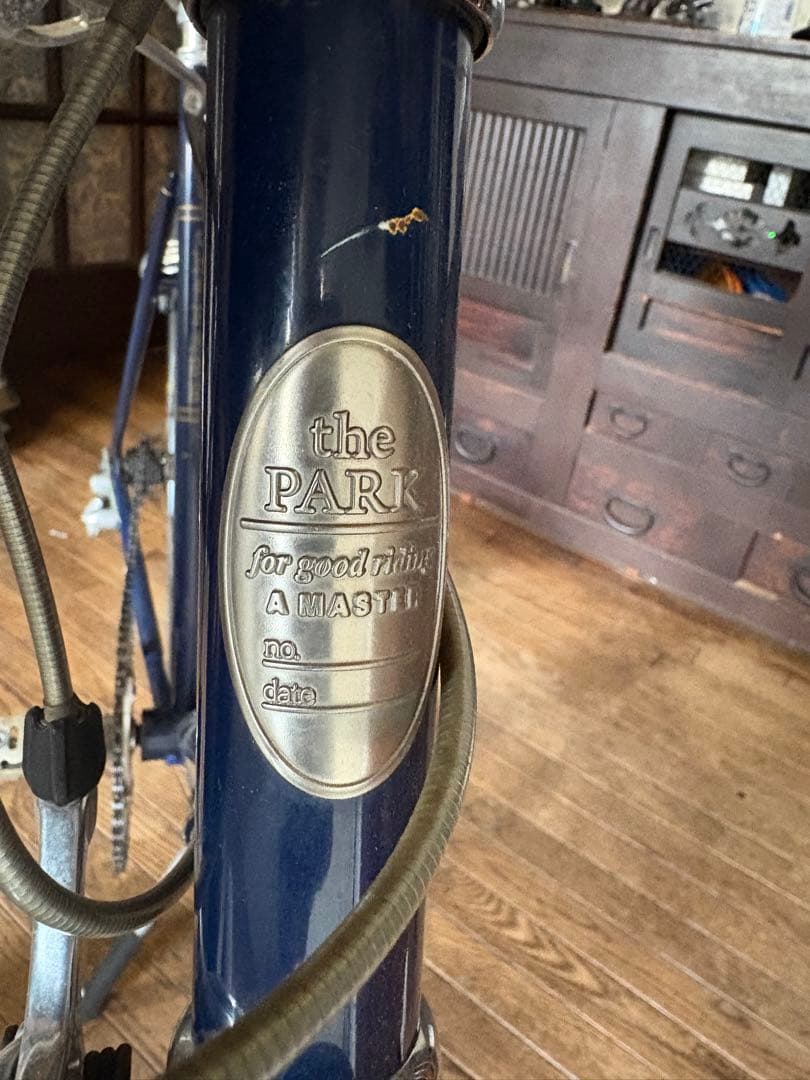 the
PARK
for good riding
A MASTER
no.
date